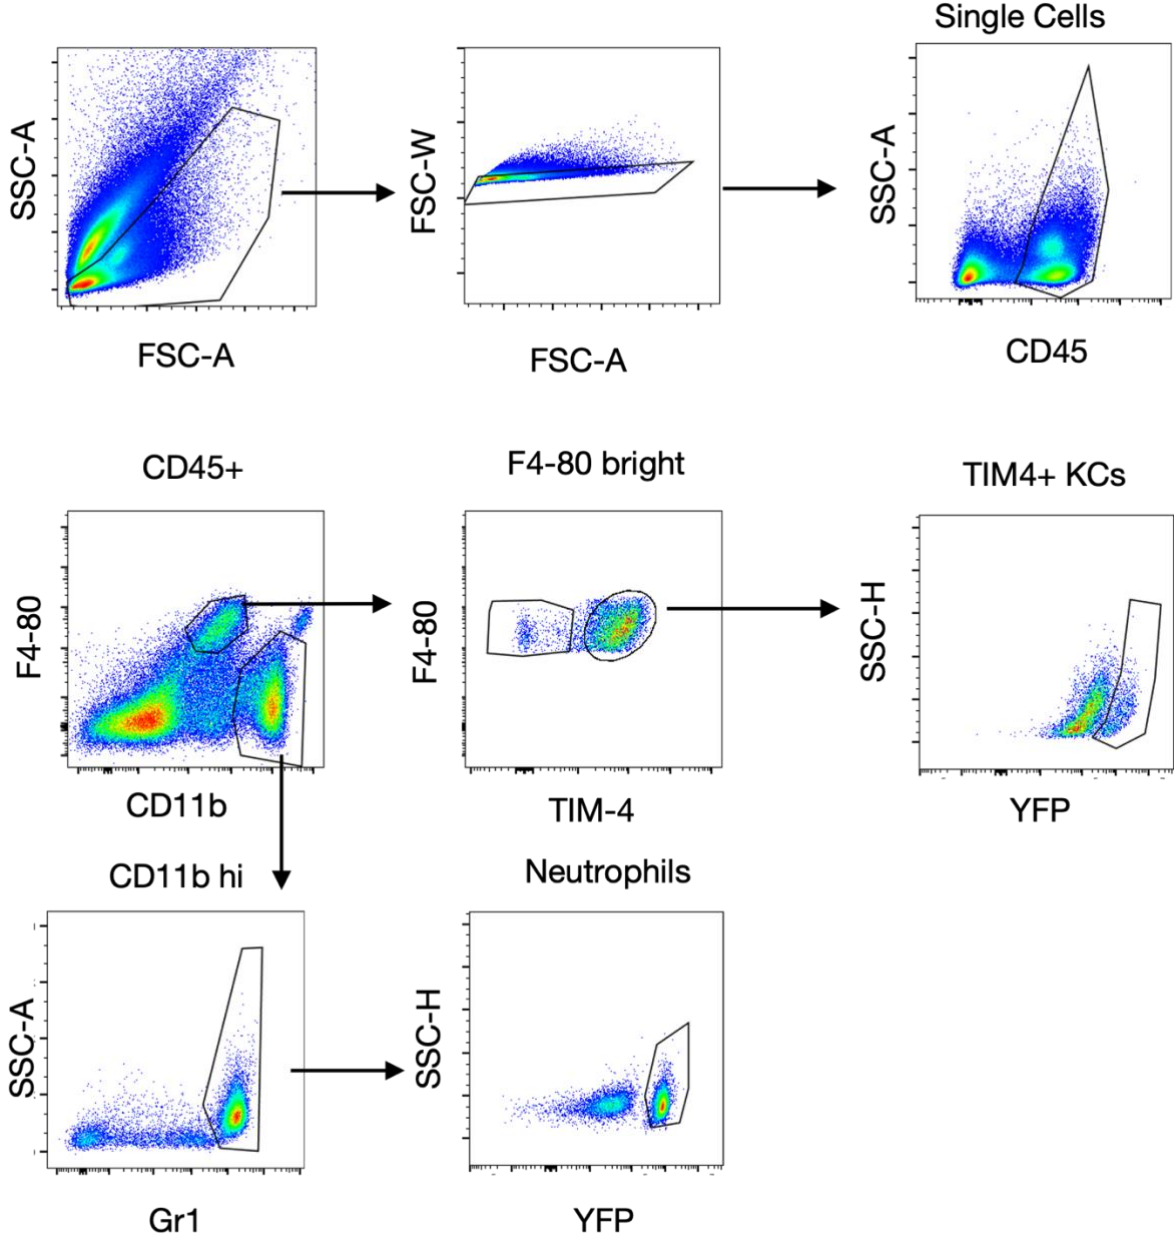 Single Cells
SSC-A
FSC-A
FSC-W
FSC-A
SSC-A
CD45
CD45+
F4-80 bright
TIM4+ KCs
F4-80
CD11b
F4-80
TIM-4
SSC-H
YFP
CD11b hi
Neutrophils
SSC-A
Gr1
SSC-H
YFP